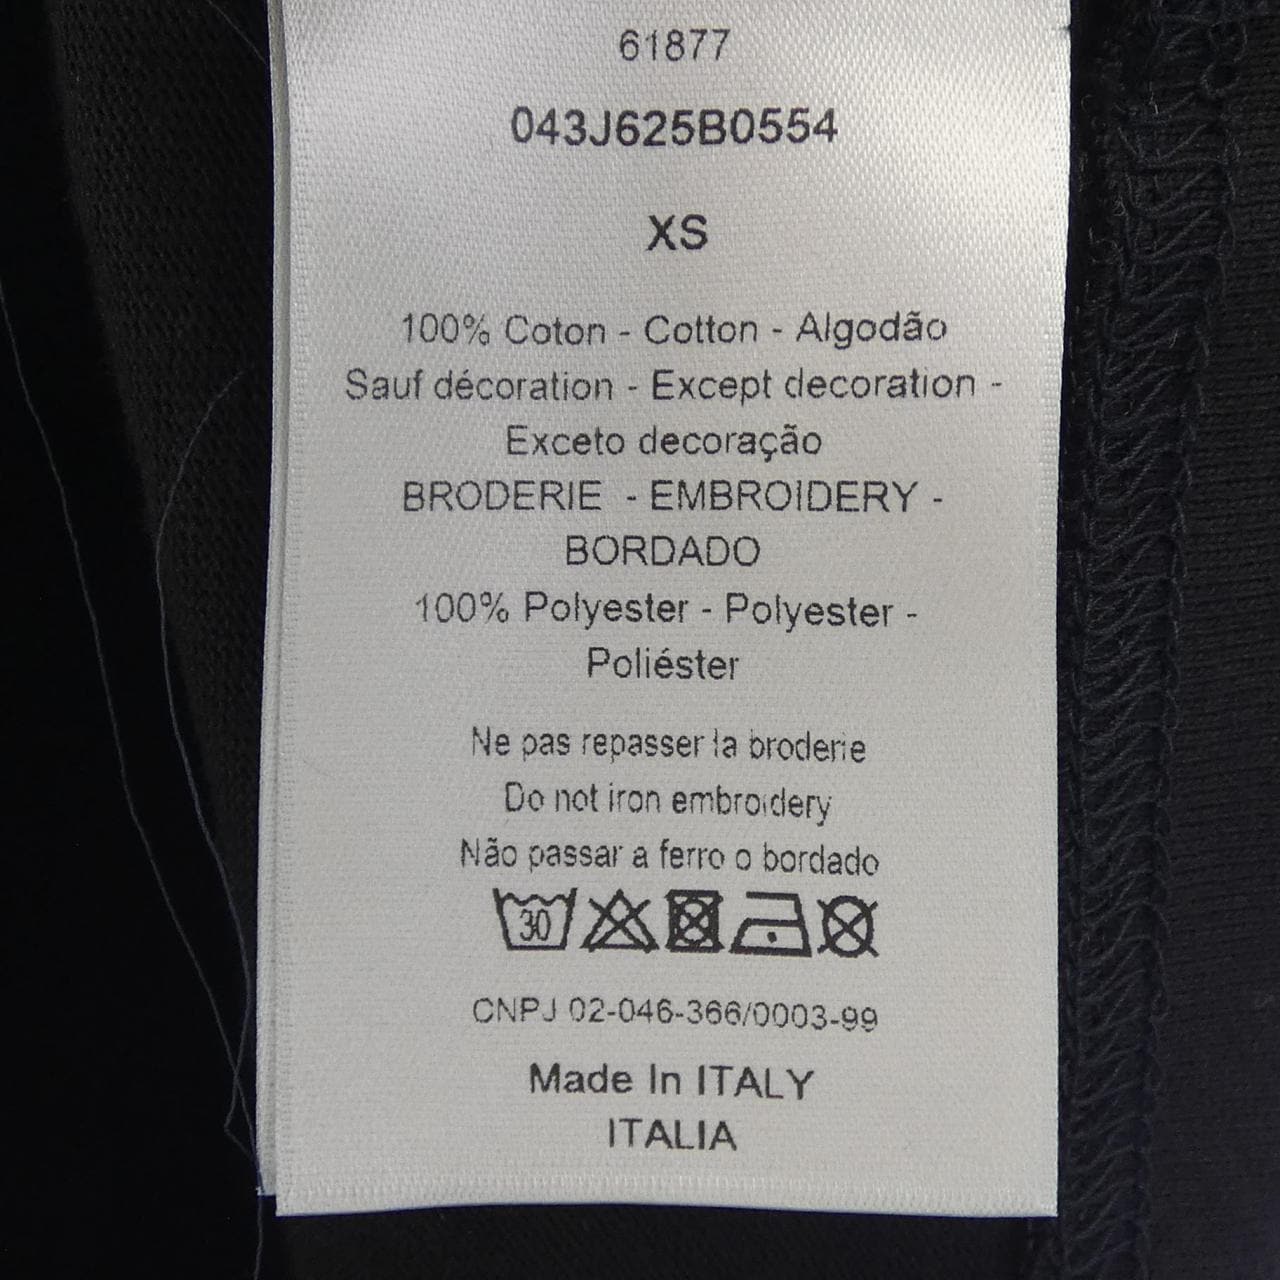 61877
043J625B0554
XS
100% Coton - Cotton - Algodão
Sauf décoration - Except decoration -
Exceto decoração
BRODERIE - EMBROIDERY -
BORDADO
100% Polyester - Polyester -
Poliéster
Ne pas repasser la broderie
Do not iron embroidery
Não passar a ferro o bordado
30
CNPJ 02-046-366/0003-99
Made In ITALY
ITALIA